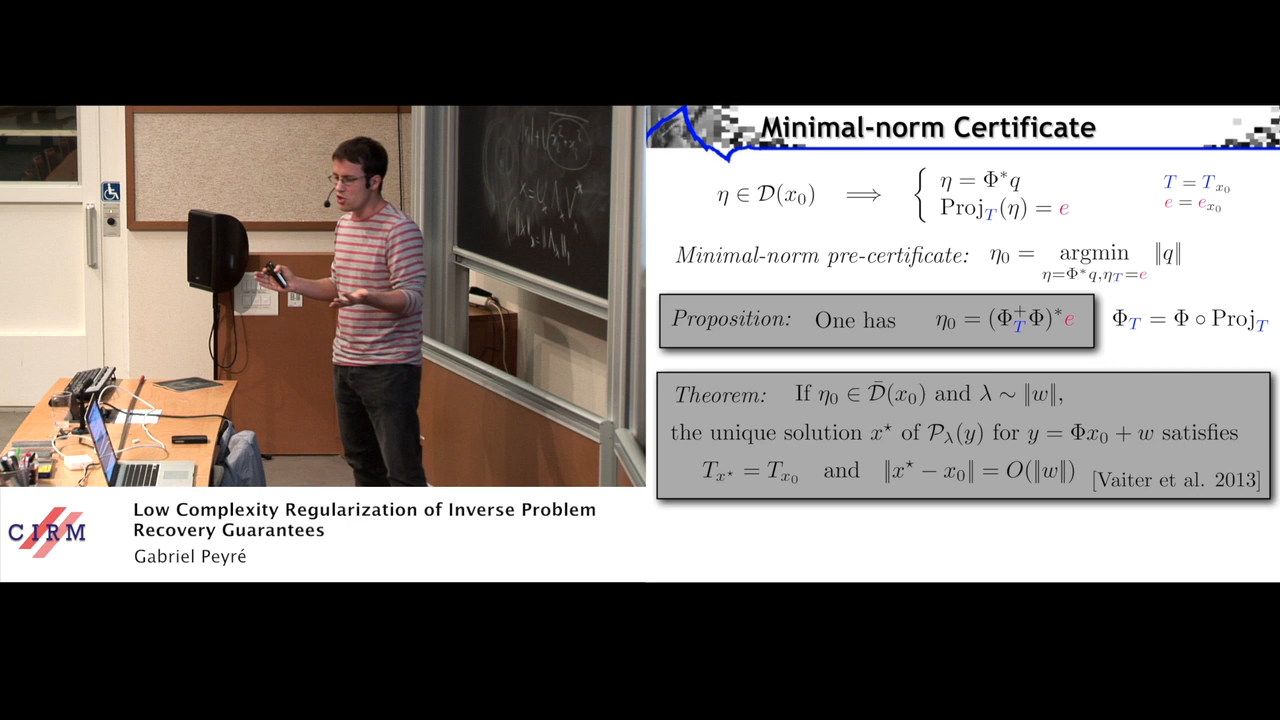 Minimal-norm Certificate
η ∈ D(x₀) ⟹ { η = Φ*q
Proj_T(η) = e
T = T_{x₀}
e = e_{x₀}
Minimal-norm pre-certificate: η₀ = argmin_{η=Φ*q,η_T=e} ‖q‖
Proposition: One has η₀ = (Φ_T⁺Φ)*e Φ_T = Φ ∘ Proj_T
Theorem: If η₀ ∈ D̄(x₀) and λ ∼ ‖w‖,
the unique solution x⋆ of P_λ(y) for y = Φx₀ + w satisfies
T_{x⋆} = T_{x₀} and ‖x⋆ − x₀‖ = O(‖w‖) [Vaiter et al. 2013]
CIRM
Low Complexity Regularization of Inverse Problem
Recovery Guarantees
Gabriel Peyré